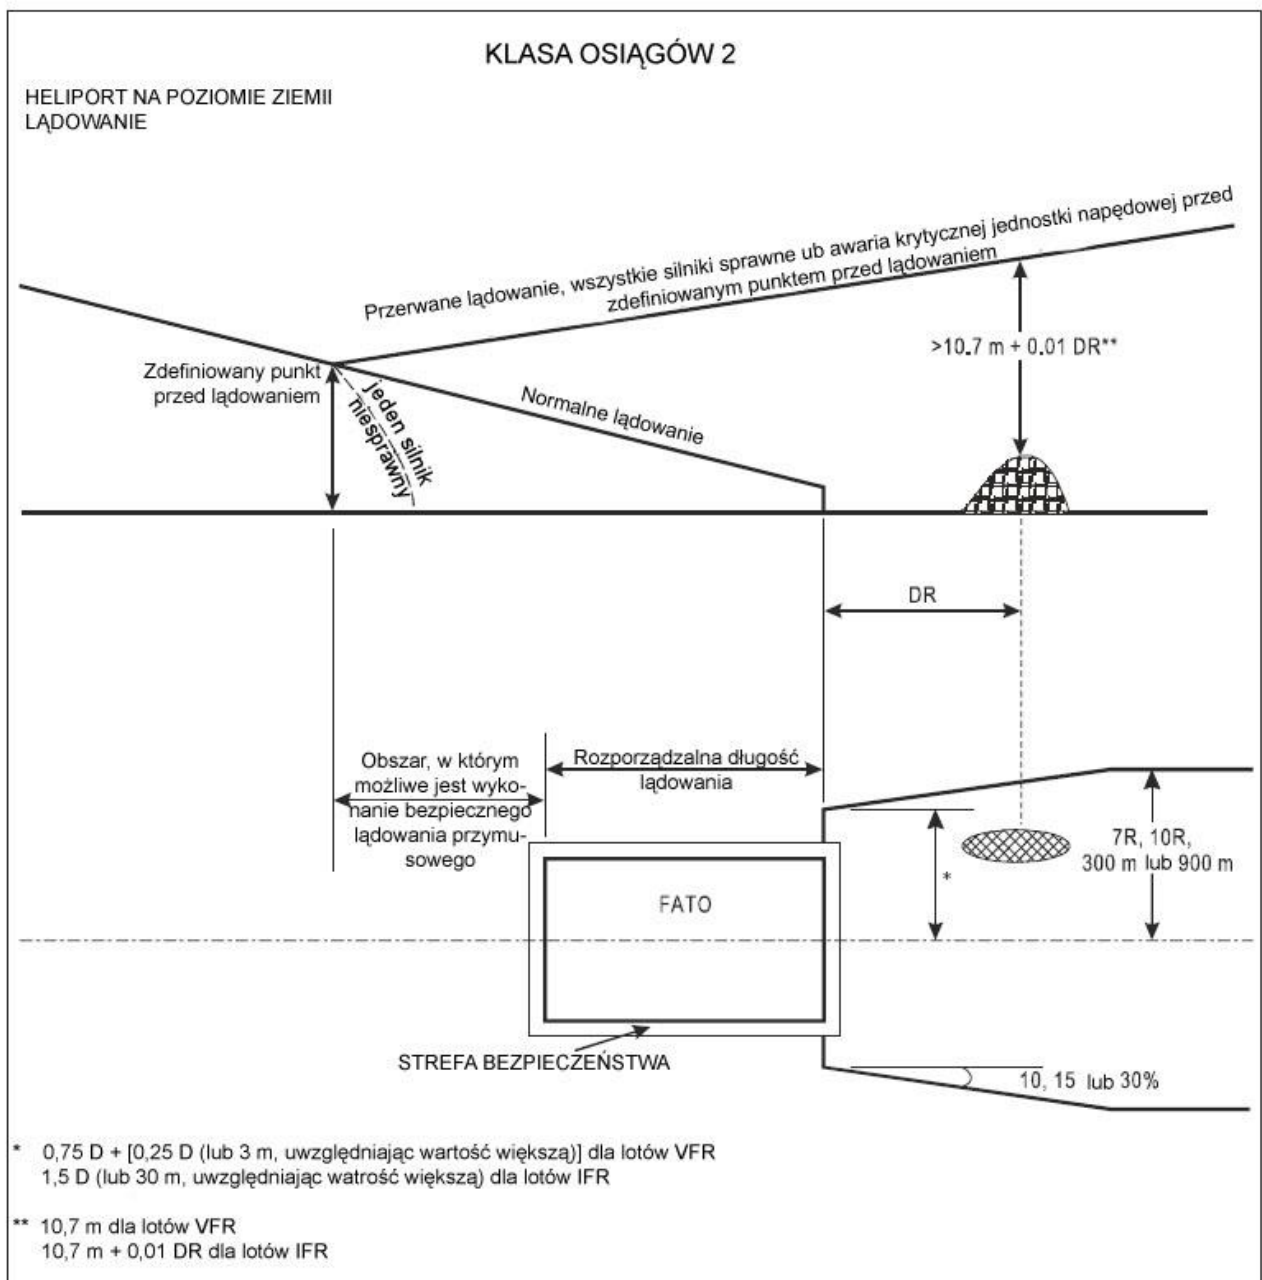 KLASA OSIĄGÓW 2
HELIPORT NA POZIOMIE ZIEMII
LĄDOWANIE
Przerwane lądowanie, wszystkie silniki sprawne ub awaria krytycznej jednostki napędowej przed
zdefiniowanym punktem przed lądowaniem
>10.7 m + 0.01 DR**
Zdefiniowany punkt
przed lądowaniem
jeden silnik
niesprawny
Normalne lądowanie
DR
Obszar, w którym
możliwe jest wyko-
nanie bezpiecznego
lądowania przymu-
sowego
Rozporządzalna długość
lądowania
7R, 10R,
300 m lub 900 m
*
FATO
STREFA BEZPIECZEŃSTWA
10, 15 lub 30%
* 0,75 D + [0,25 D (lub 3 m, uwzględniając wartość większą)] dla lotów VFR
1,5 D (lub 30 m, uwzględniając watrość większą) dla lotów IFR
** 10,7 m dla lotów VFR
10,7 m + 0,01 DR dla lotów IFR